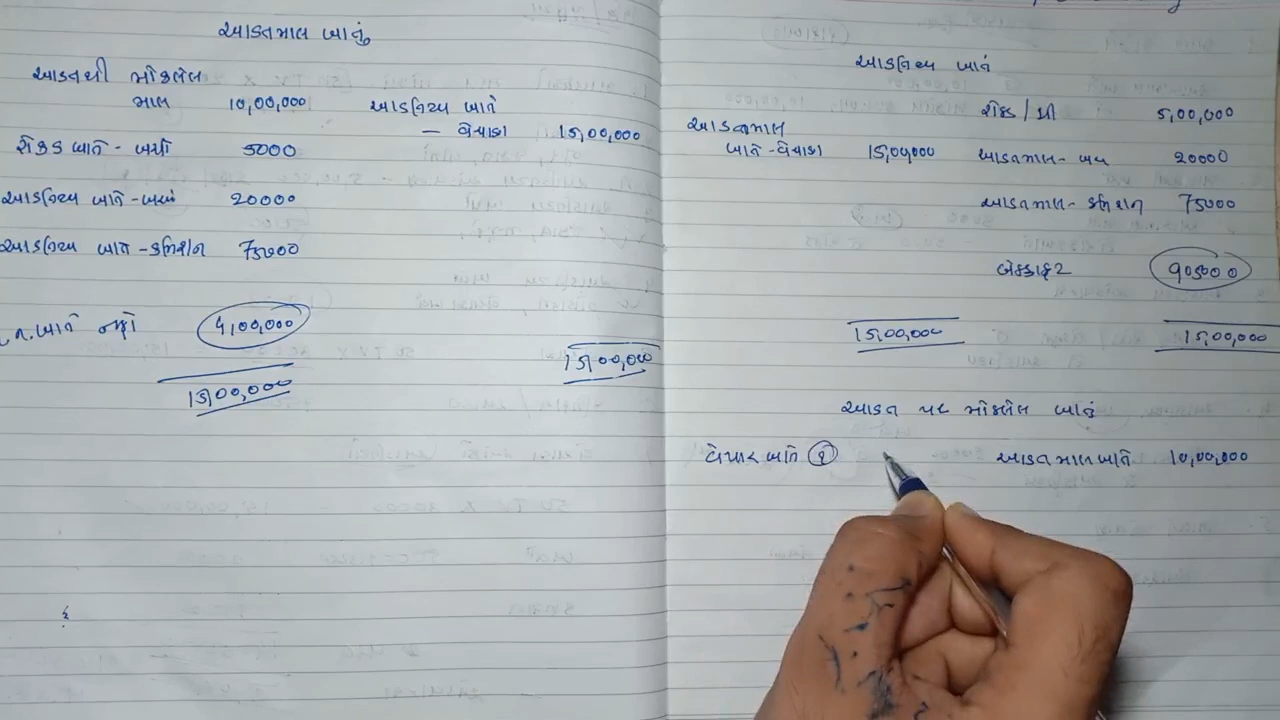 આડતમાલ ખાતું
આડતથી મોકલેલ
માલ 10,00,000
આડતિયા ખાતે
– વેચાણ 15,00,000
રોકડ ખાતે - ખર્ચો 5000
આડતિયા ખાતે - ખર્ચ 20000
આડતિયા ખાતે - કમિશન 75000
ન.ખાતે નફો 4,00,000
15,00,000
15,00,000
આડતિયા ખાતું
રોકડ / પ્રી 5,00,000
આડતમાલ
ખાતે - વેચાણ 15,00,000
આડતમાલ - ખર્ચ 20000
આડતમાલ - કમિશન 75000
બેંકડ્રાફ્ટ 905000
15,00,000 15,00,000
આડત પર મોકલેલ ખાતું
વેપાર ખાતે આડતમાલ ખાતે 10,00,000